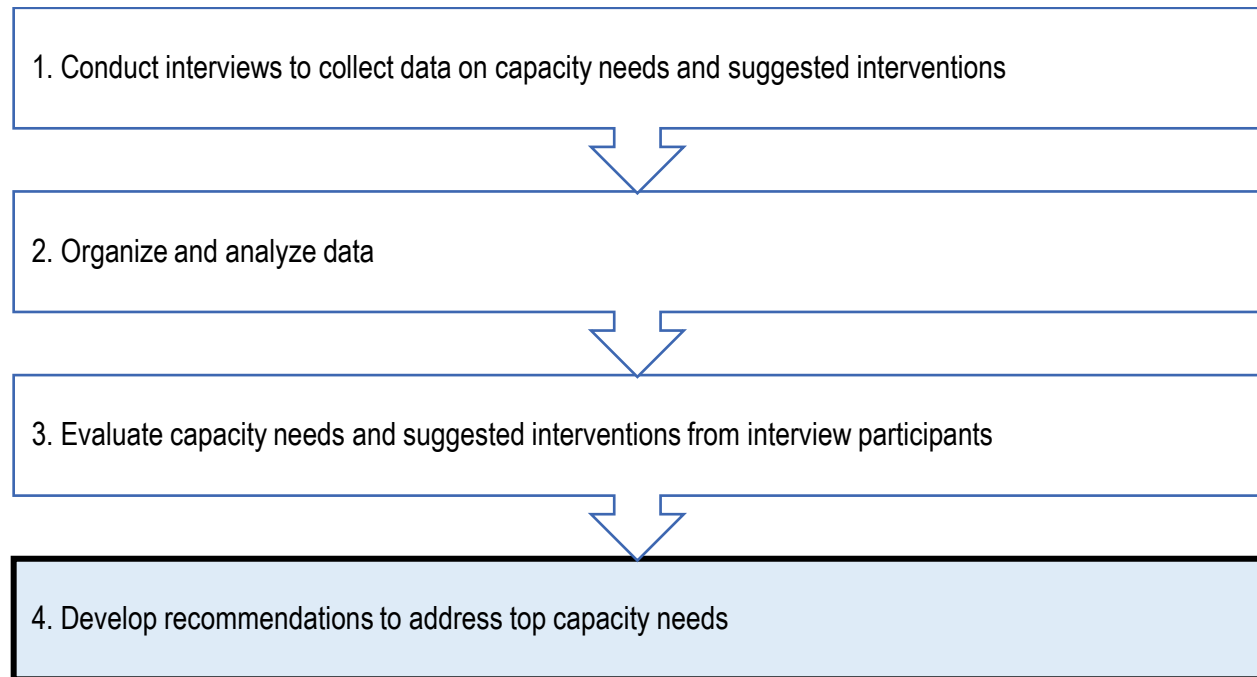 1. Conduct interviews to collect data on capacity needs and suggested interventions
2. Organize and analyze data
3. Evaluate capacity needs and suggested interventions from interview participants
4. Develop recommendations to address top capacity needs